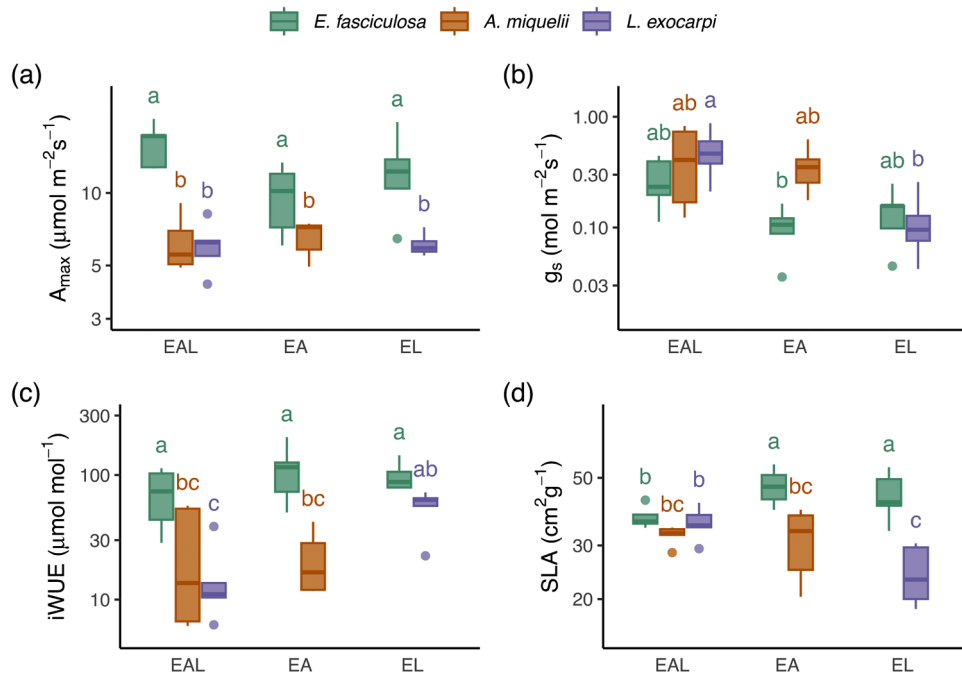 E. fasciculosa A. miquelii L. exocarpi
(a)
Amax (μmol m−2s−1)
10
5
3
a a a
b b b b
EAL EA EL
(b)
gs (mol m−2s−1)
1.00
0.30
0.10
0.03
ab ab a b ab ab b
EAL EA EL
(c)
iWUE (μmol mol−1)
300
100
30
10
a bc c a bc a ab
EAL EA EL
(d)
SLA (cm2g−1)
50
30
20
b bc b a bc a c
EAL EA EL